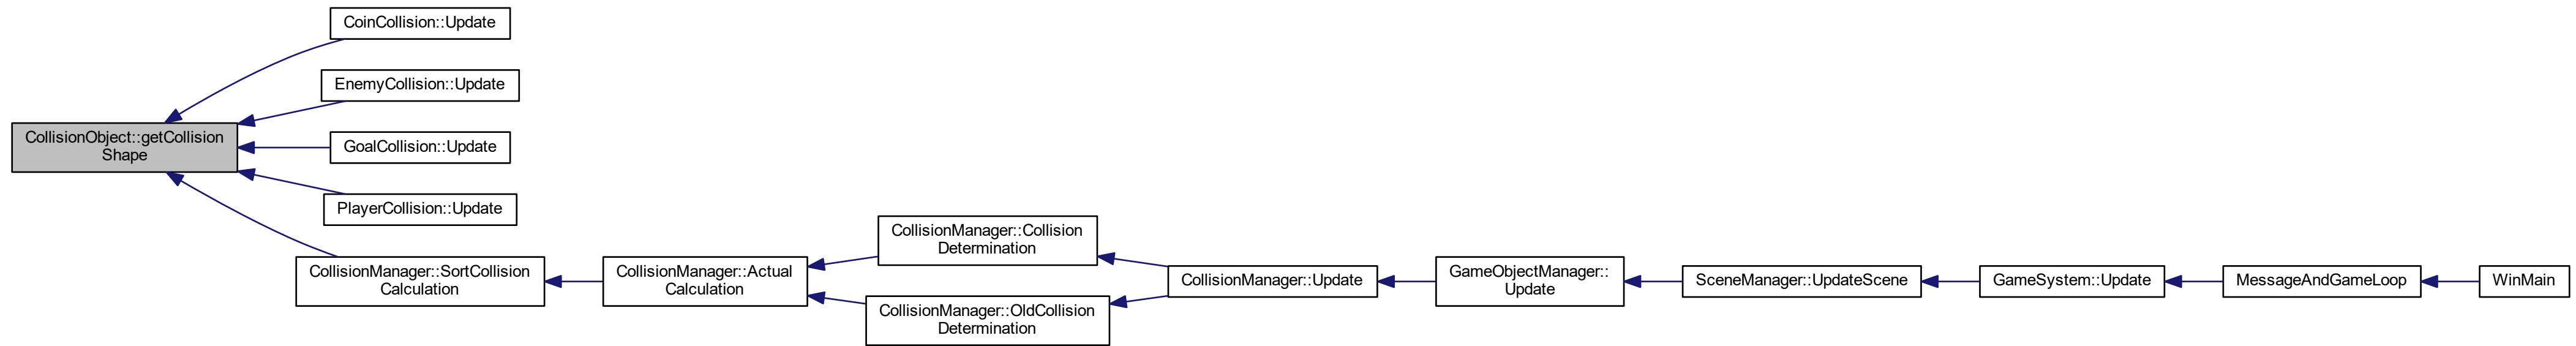 CoinCollision::Update
EnemyCollision::Update
CollisionObject::getCollision
Shape
GoalCollision::Update
PlayerCollision::Update
CollisionManager::SortCollision
Calculation
CollisionManager::Actual
Calculation
CollisionManager::Collision
Determination
CollisionManager::OldCollision
Determination
CollisionManager::Update
GameObjectManager::
Update
SceneManager::UpdateScene
GameSystem::Update
MessageAndGameLoop
WinMain